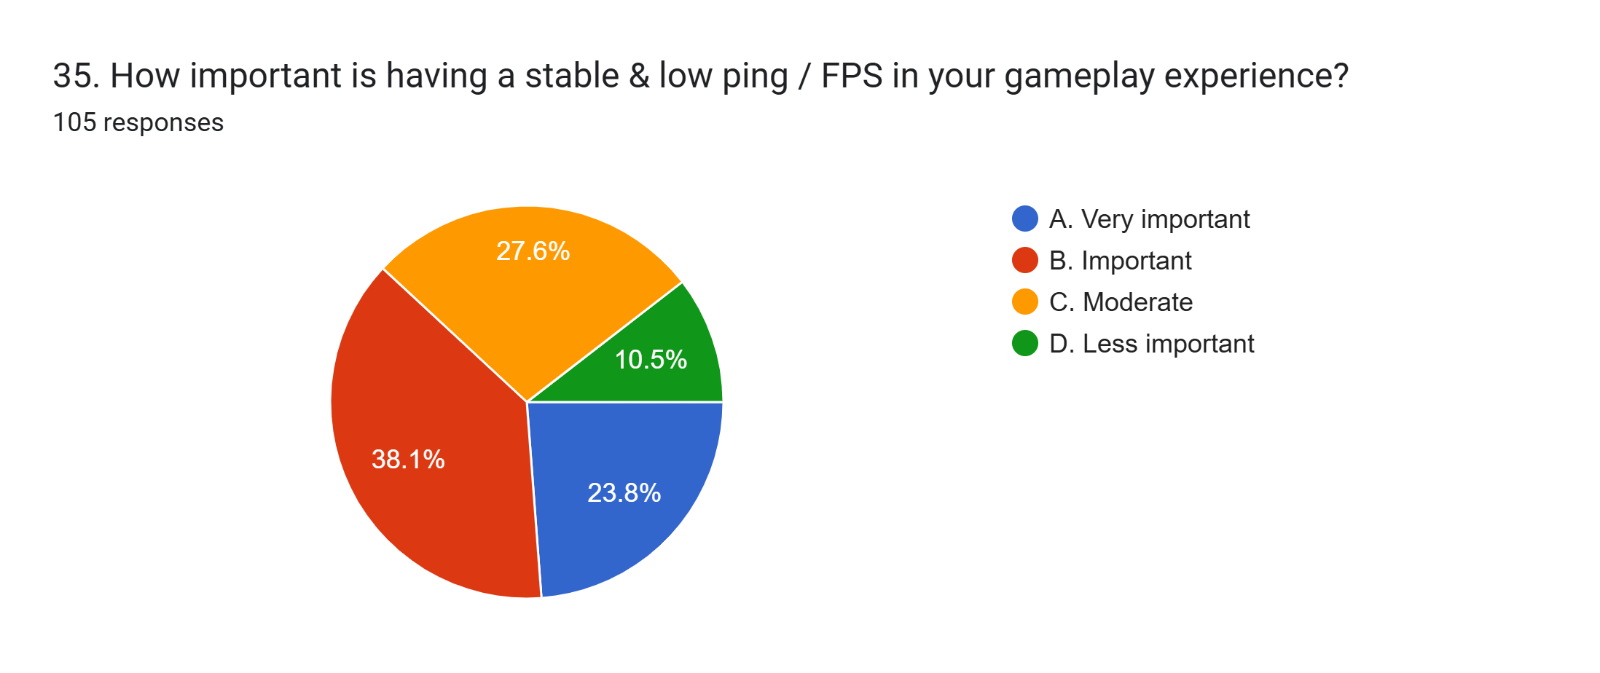 35. How important is having a stable & low ping / FPS in your gameplay experience?
105 responses
27.6%
10.5%
38.1%
23.8%
A. Very important
B. Important
C. Moderate
D. Less important